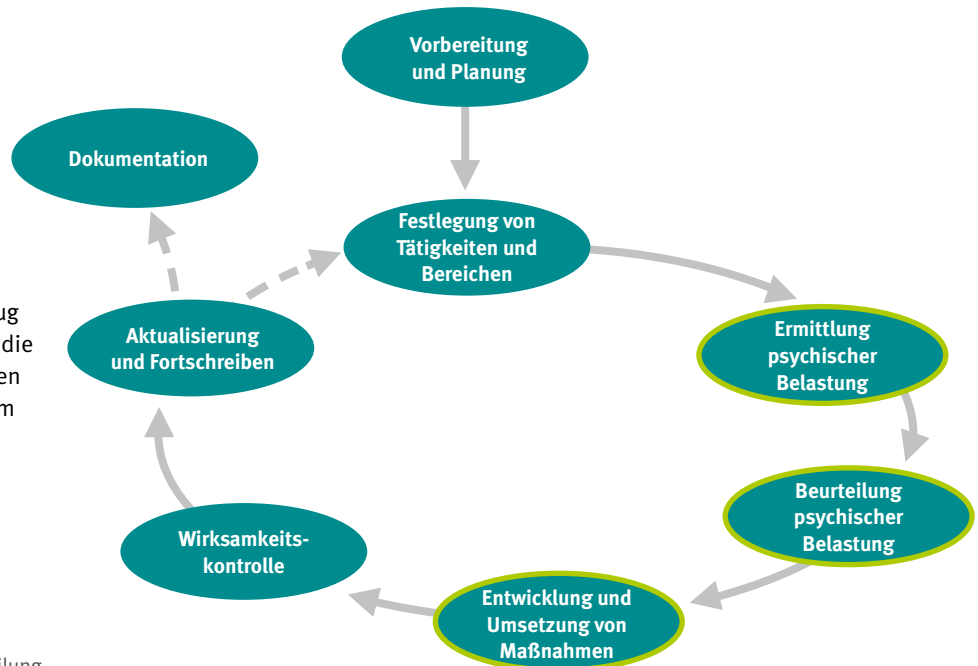 Vorbereitung
und Planung
Dokumentation
Festlegung von
Tätigkeiten und
Bereichen
Aktualisierung
und Fortschreiben
die
Ermittlung
psychischer
Belastung
Beurteilung
psychischer
Belastung
Wirksamkeits-
kontrolle
Entwicklung und
Umsetzung von
Maßnahmen